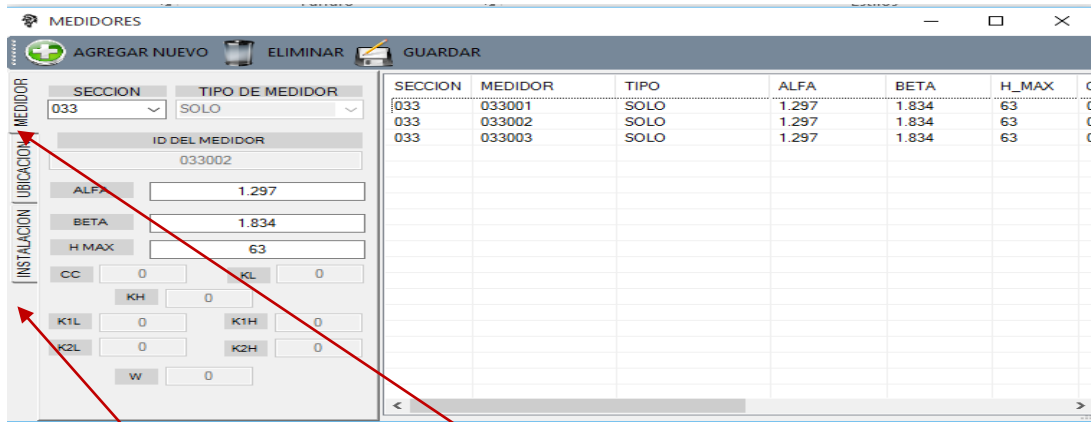 MEDIDORES
AGREGAR NUEVO ELIMINAR GUARDAR
MEDIDOR
UBICACION
INSTALACION
SECCION TIPO DE MEDIDOR
033 SOLO
ID DEL MEDIDOR
033002
ALFA 1.297
BETA 1.834
H MAX 63
CC 0 KL 0
KH 0
K1L 0 K1H 0
K2L 0 K2H 0
W 0
SECCION MEDIDOR TIPO ALFA BETA H_MAX
033 033001 SOLO 1.297 1.834 63
033 033002 SOLO 1.297 1.834 63
033 033003 SOLO 1.297 1.834 63